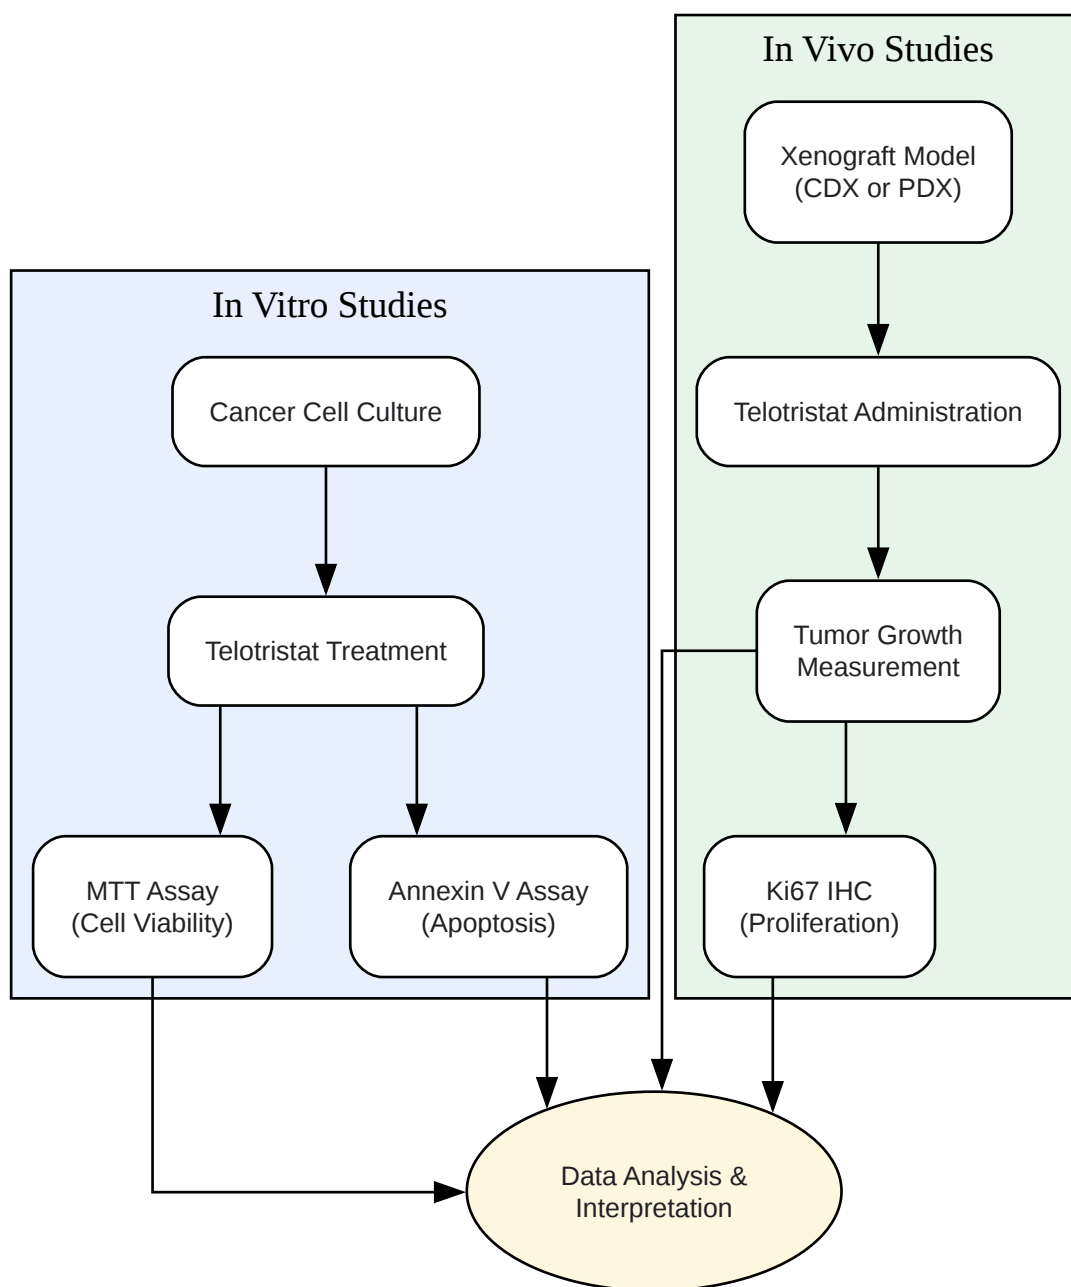 In Vitro Studies
Cancer Cell Culture
Telotristat Treatment
MTT Assay
(Cell Viability)
Annexin V Assay
(Apoptosis)
In Vivo Studies
Xenograft Model
(CDX or PDX)
Telotristat Administration
Tumor Growth
Measurement
Ki67 IHC
(Proliferation)
Data Analysis &
Interpretation